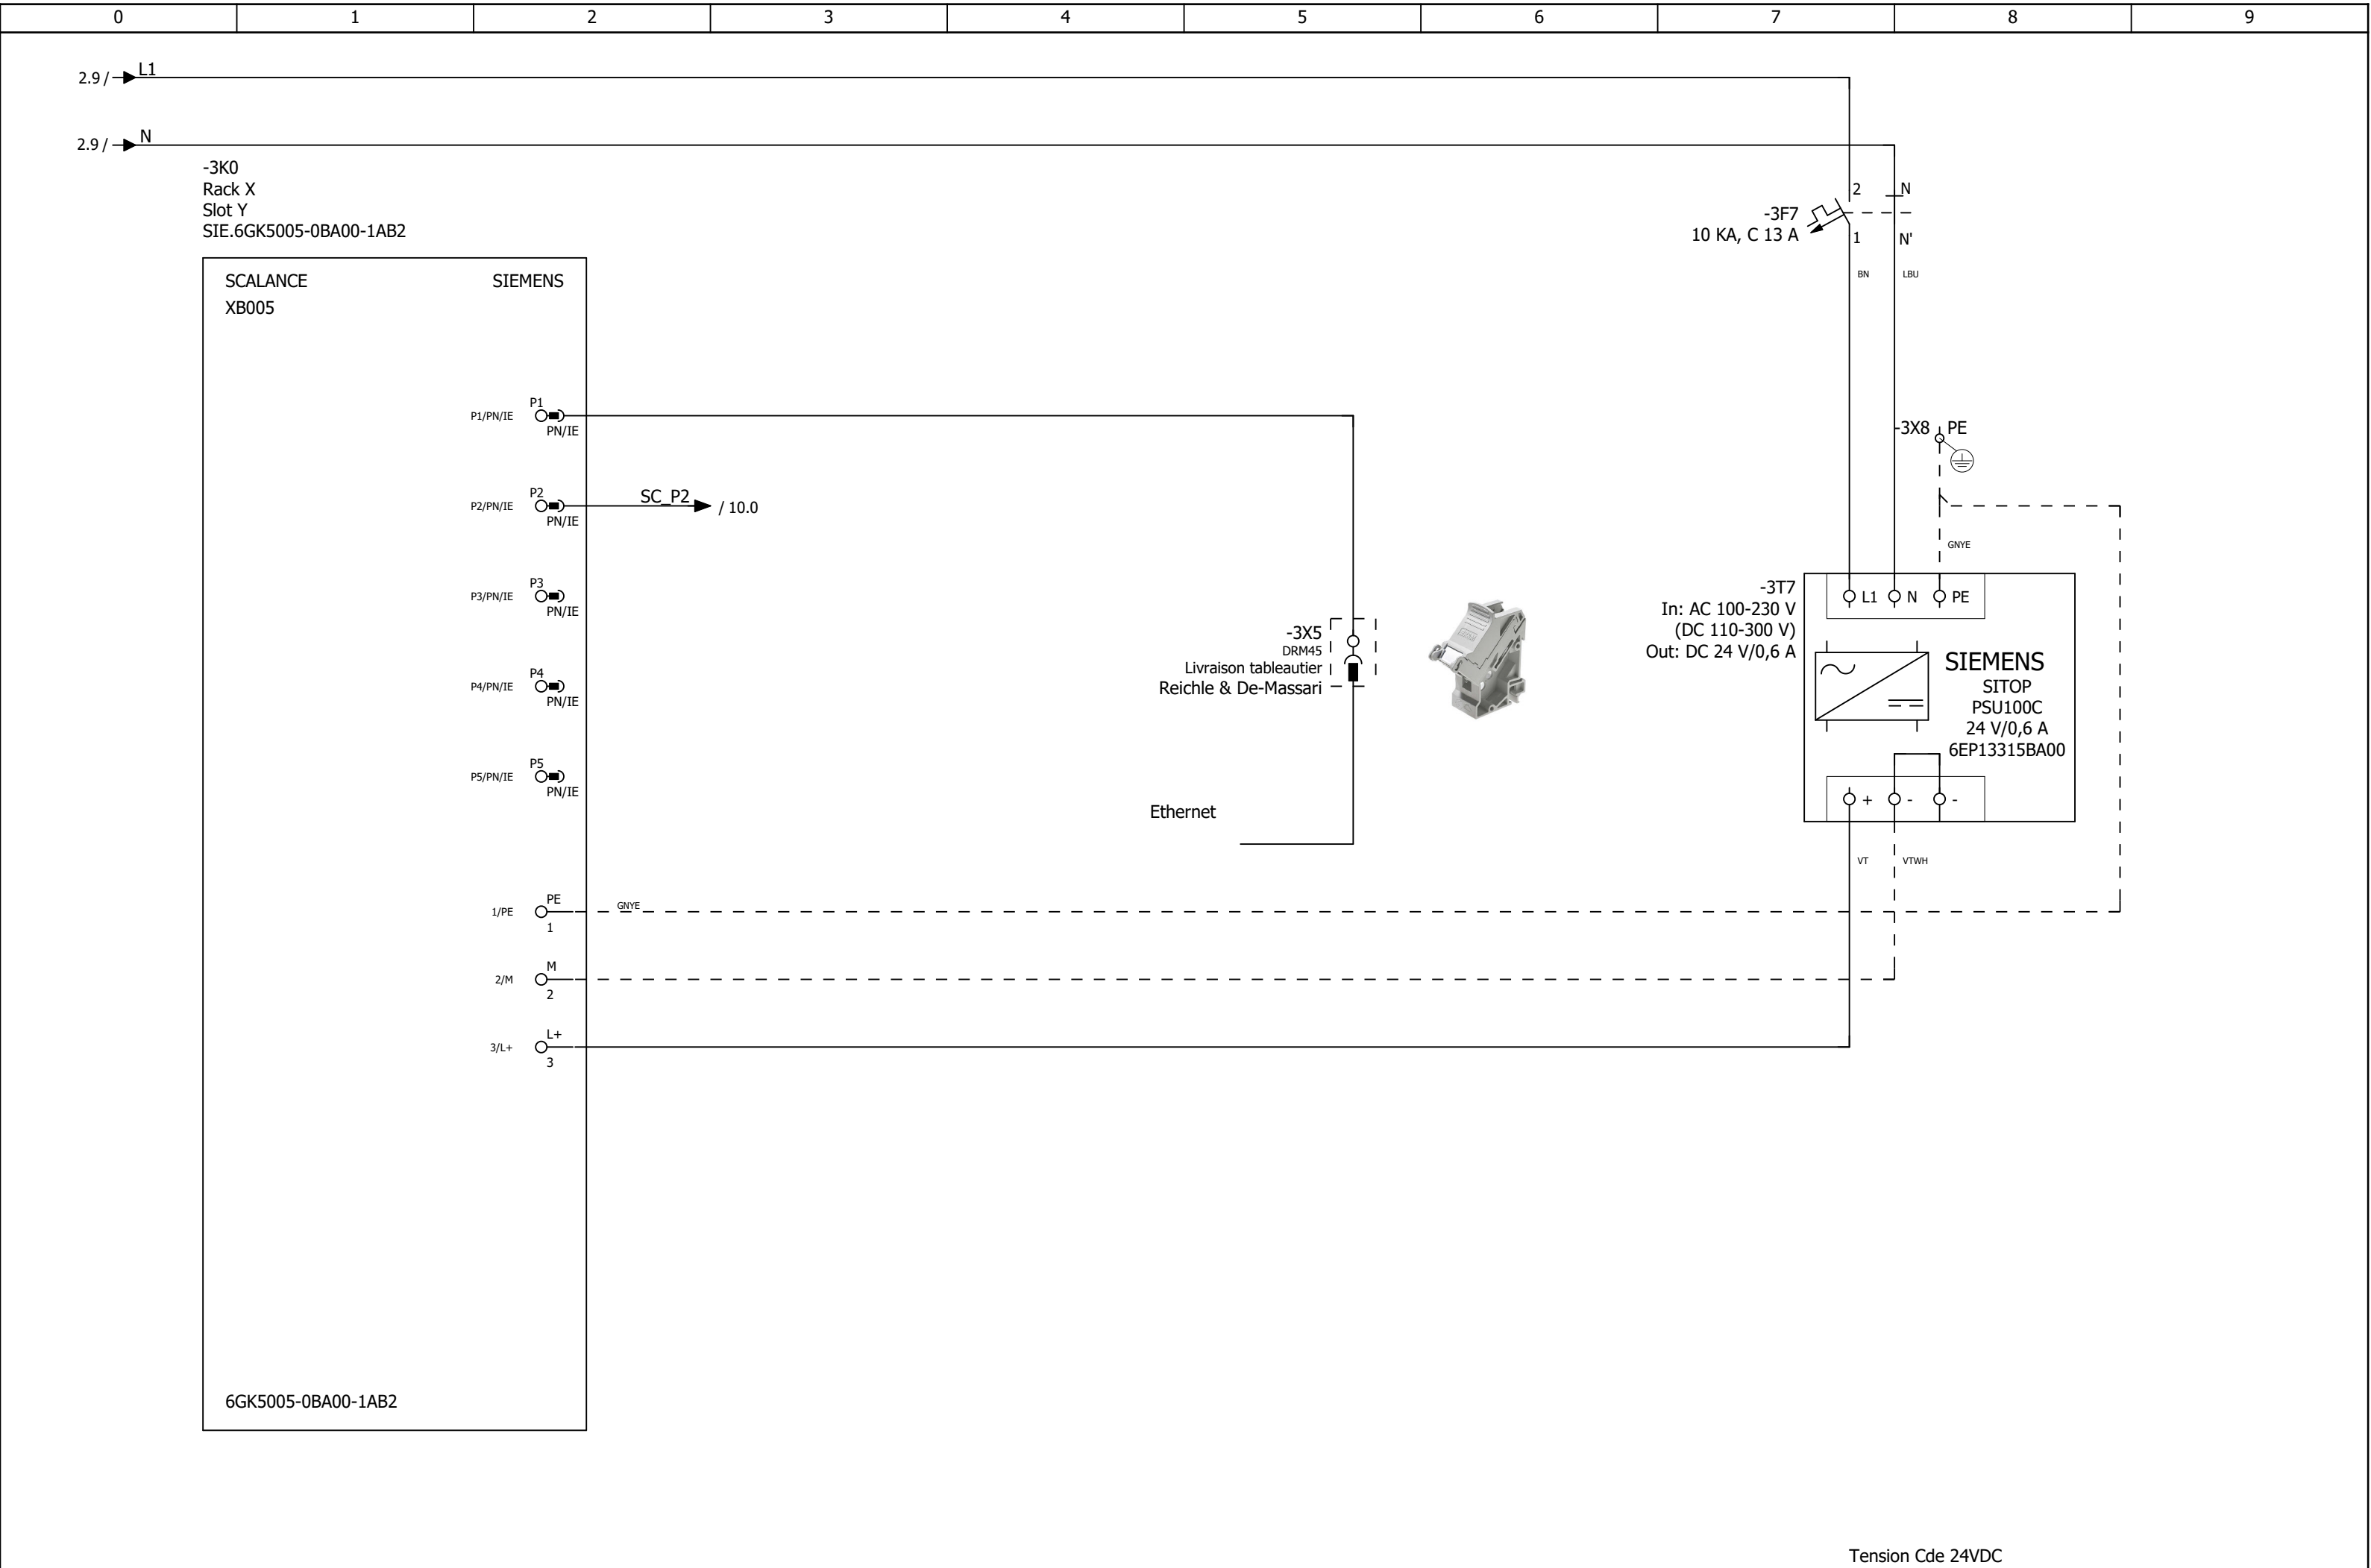 0 1 2 3 4 5 6 7 8 9
2.9 / L1
2.9 / N
-3K0
Rack X
Slot Y
SIE.6GK5005-0BA00-1AB2
SCALANCE SIEMENS
XB005
P1/PN/IE P1
PN/IE
P2/PN/IE P2
PN/IE
SC_P2 / 10.0
P3/PN/IE P3
PN/IE
P4/PN/IE P4
PN/IE
P5/PN/IE P5
PN/IE
1/PE PE
1
GNYE
2/M M
2
3/L+ L+
3
6GK5005-0BA00-1AB2
-3X5
DRM45
Livraison tableautier
Reichle & De-Massari
Ethernet
2 N
-3F7
10 KA, C 13 A
1 N'
BN LBU
-3X8 PE
GNYE
-3T7
In: AC 100-230 V
(DC 110-300 V)
Out: DC 24 V/0,6 A
L1 N PE
SIEMENS
SITOP
PSU100C
24 V/0,6 A
6EP13315BA00
+ - -
VT VTWH
Tension Cde 24VDC